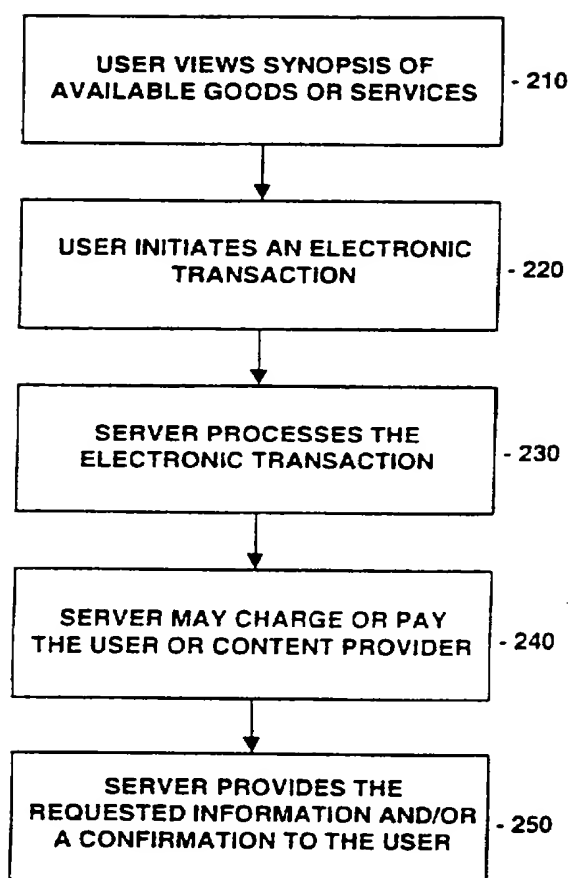 USER VIEWS SYNOPSIS OF
AVAILABLE GOODS OR SERVICES
- 210
USER INITIATES AN ELECTRONIC
TRANSACTION
- 220
SERVER PROCESSES THE
ELECTRONIC TRANSACTION
- 230
SERVER MAY CHARGE OR PAY
THE USER OR CONTENT PROVIDER
- 240
SERVER PROVIDES THE
REQUESTED INFORMATION AND/OR
A CONFIRMATION TO THE USER
- 250